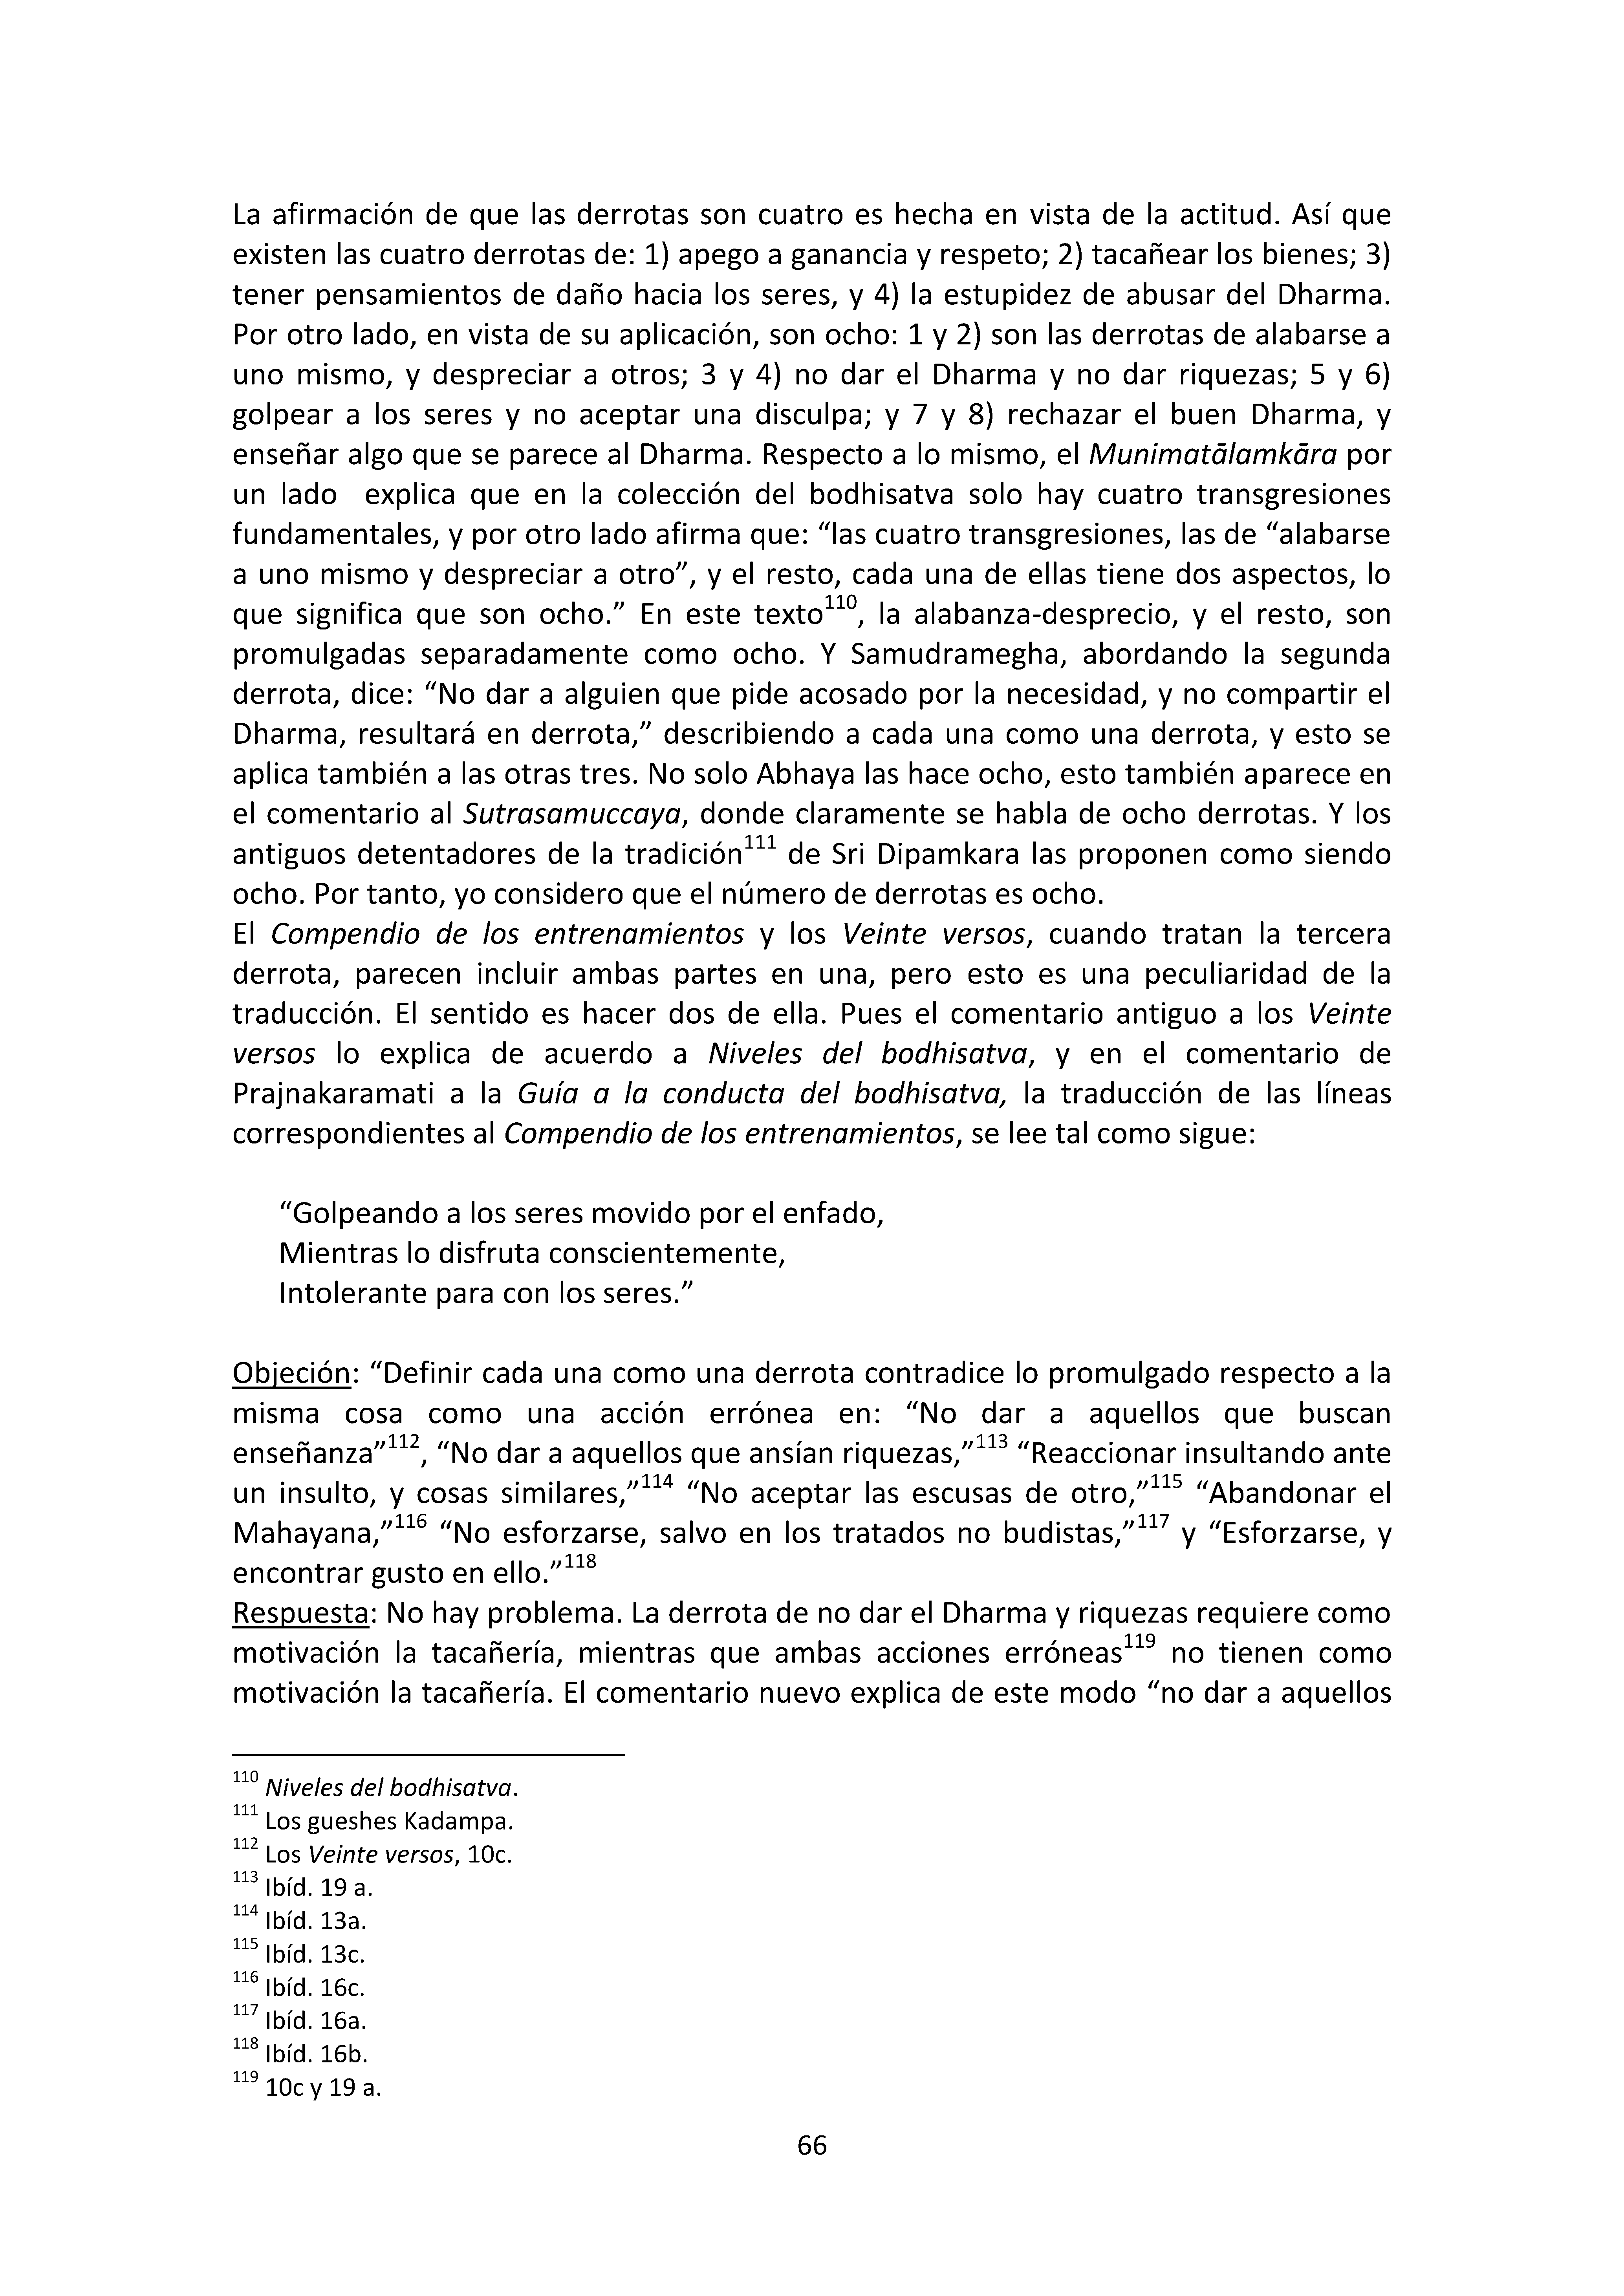 La afirmación de que las derrotas son cuatro es hecha en vista de la actitud. Así que
existen las cuatro derrotas de: 1) apego a ganancia y respeto; 2) tacañear los bienes; 3)
tener pensamientos de daño hacia los seres, y 4) la estupidez de abusar del Dharma.
Por otro lado, en vista de su aplicación, son ocho: 1 y 2) son las derrotas de alabarse a
uno mismo, y despreciar a otros; 3 y 4) no dar el Dharma y no dar riquezas; 5 y 6)
golpear a los seres y no aceptar una disculpa; y 7 y 8) rechazar el buen Dharma, y
enseñar algo que se parece al Dharma. Respecto a lo mismo, el Munimatālamkāra por
un lado explica que en la colección del bodhisatva solo hay cuatro transgresiones
fundamentales, y por otro lado afirma que: “las cuatro transgresiones, las de “alabarse
a uno mismo y despreciar a otro”, y el resto, cada una de ellas tiene dos aspectos, lo
que significa que son ocho.” En este texto110, la alabanza-desprecio, y el resto, son
promulgadas separadamente como ocho. Y Samudramegha, abordando la segunda
derrota, dice: “No dar a alguien que pide acosado por la necesidad, y no compartir el
Dharma, resultará en derrota,” describiendo a cada una como una derrota, y esto se
aplica también a las otras tres. No solo Abhaya las hace ocho, esto también aparece en
el comentario al Sutrasamuccaya, donde claramente se habla de ocho derrotas. Y los
antiguos detentadores de la tradición111 de Sri Dipamkara las proponen como siendo
ocho. Por tanto, yo considero que el número de derrotas es ocho.
El Compendio de los entrenamientos y los Veinte versos, cuando tratan la tercera
derrota, parecen incluir ambas partes en una, pero esto es una peculiaridad de la
traducción. El sentido es hacer dos de ella. Pues el comentario antiguo a los Veinte
versos lo explica de acuerdo a Niveles del bodhisatva, y en el comentario de
Prajnakaramati a la Guía a la conducta del bodhisatva, la traducción de las líneas
correspondientes al Compendio de los entrenamientos, se lee tal como sigue:
“Golpeando a los seres movido por el enfado,
Mientras lo disfruta conscientemente,
Intolerante para con los seres.”
Objeción: “Definir cada una como una derrota contradice lo promulgado respecto a la
misma cosa como una acción errónea en: “No dar a aquellos que buscan
enseñanza”112, “No dar a aquellos que ansían riquezas,”113 “Reaccionar insultando ante
un insulto, y cosas similares,”114 “No aceptar las escusas de otro,”115 “Abandonar el
Mahayana,”116 “No esforzarse, salvo en los tratados no budistas,”117 y “Esforzarse, y
encontrar gusto en ello.”118
Respuesta: No hay problema. La derrota de no dar el Dharma y riquezas requiere como
motivación la tacañería, mientras que ambas acciones erróneas119 no tienen como
motivación la tacañería. El comentario nuevo explica de este modo “no dar a aquellos
110 Niveles del bodhisatva.
111 Los gueshes Kadampa.
112 Los Veinte versos, 10c.
113 Ibíd. 19 a.
114 Ibíd. 13a.
115 Ibíd. 13c.
116 Ibíd. 16c.
117 Ibíd. 16a.
118 Ibíd. 16b.
119 10c y 19 a.
66